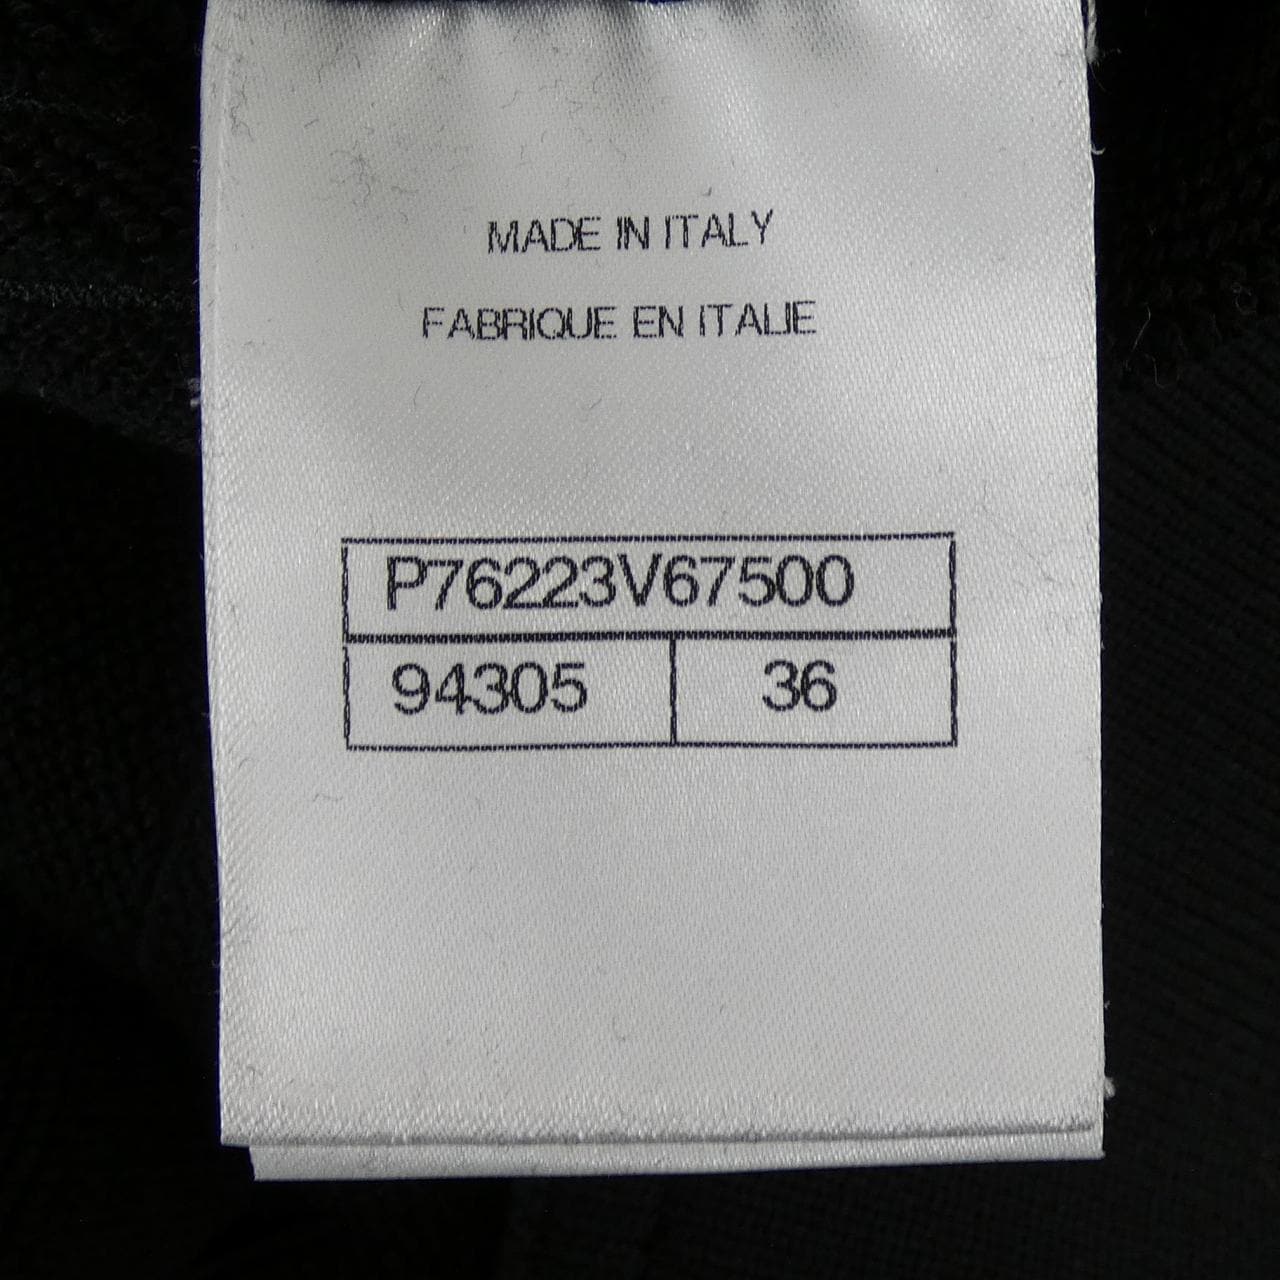 MADE IN ITALY
FABRIQUE EN ITALIE
P76223V67500
94305 36